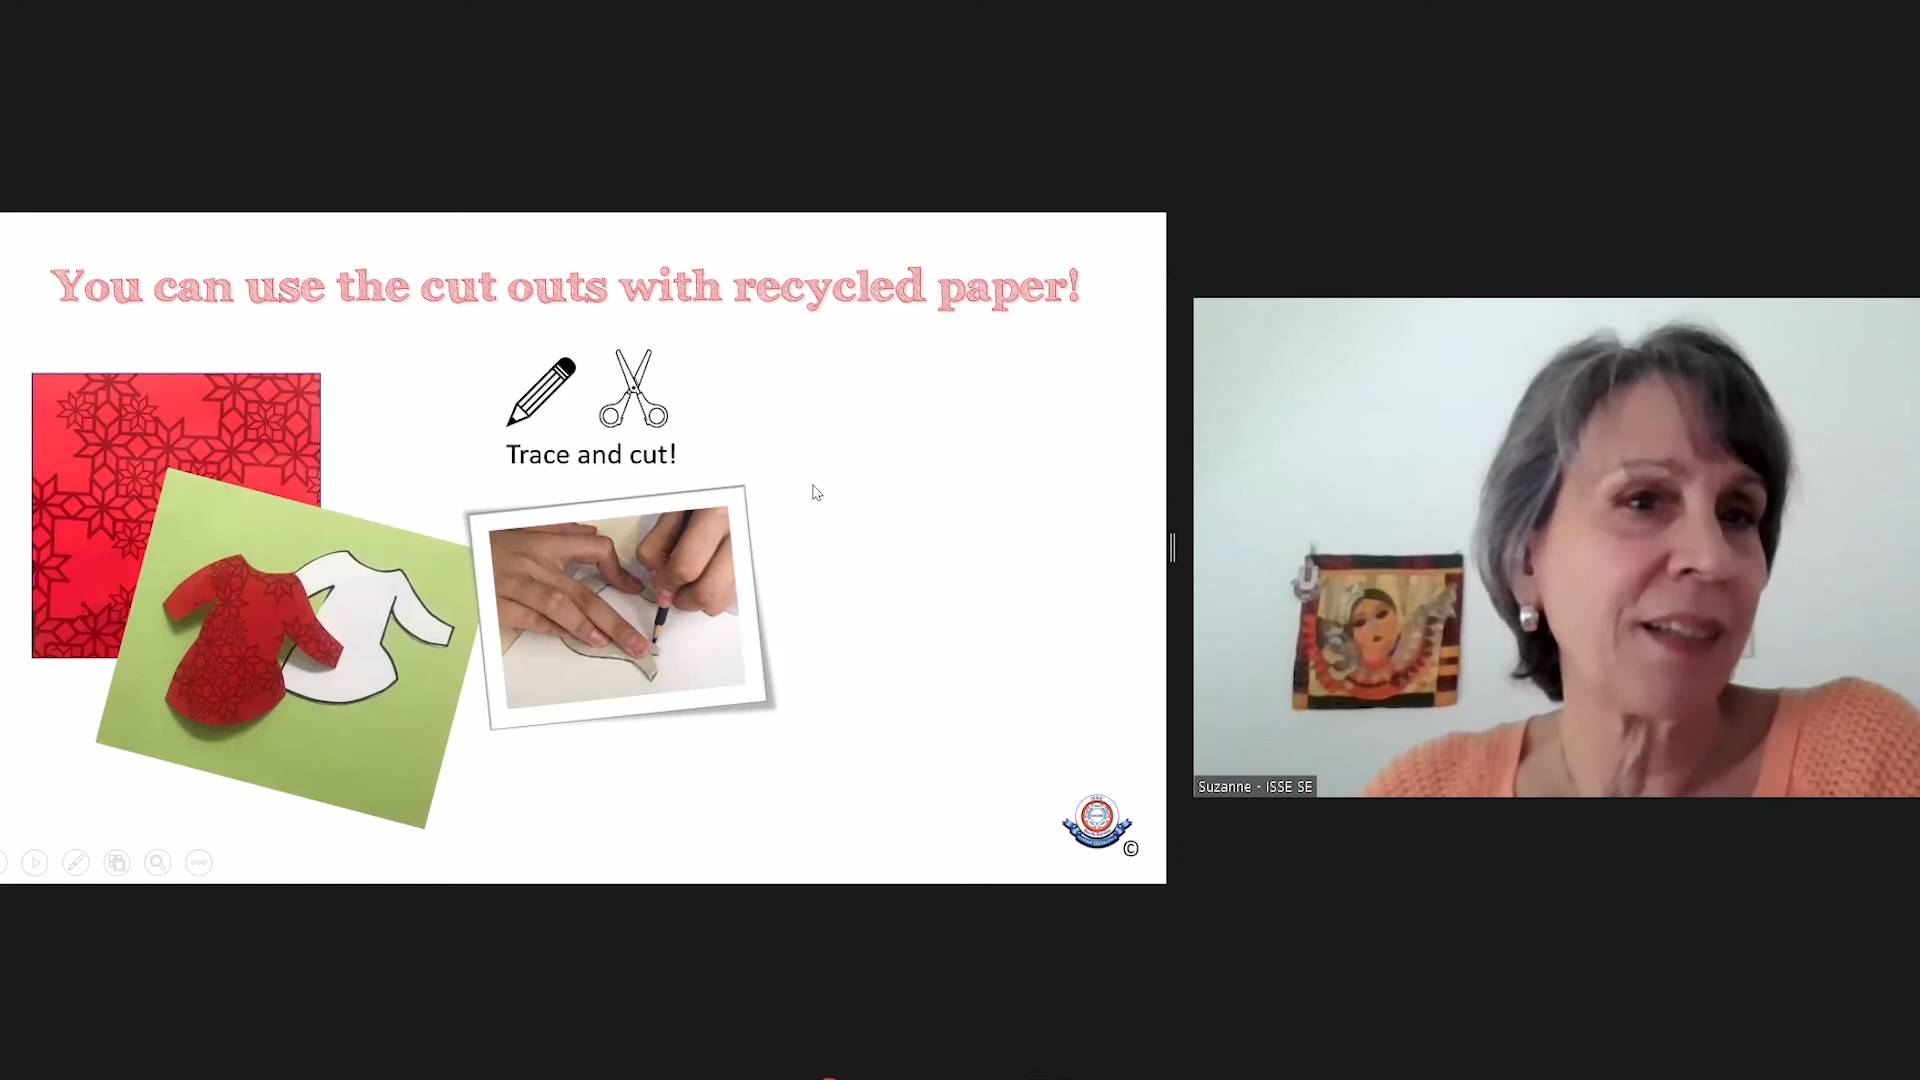 You can use the cut outs with recycled paper!
Trace and cut!
©
Suzanne - ISSE SE